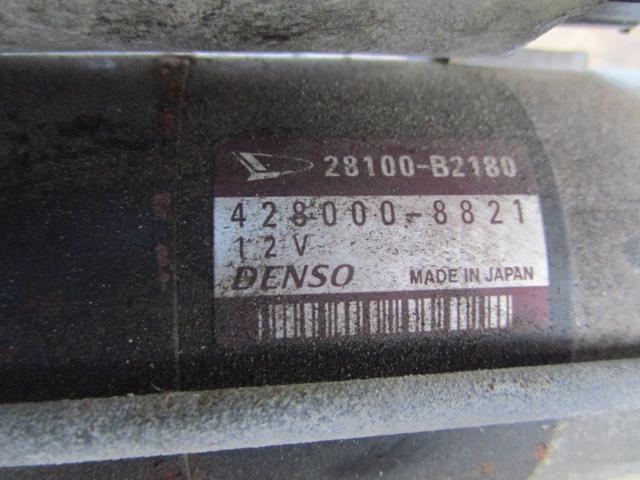 28100-B2180
428000-8821
12V
DENSO MADE IN JAPAN